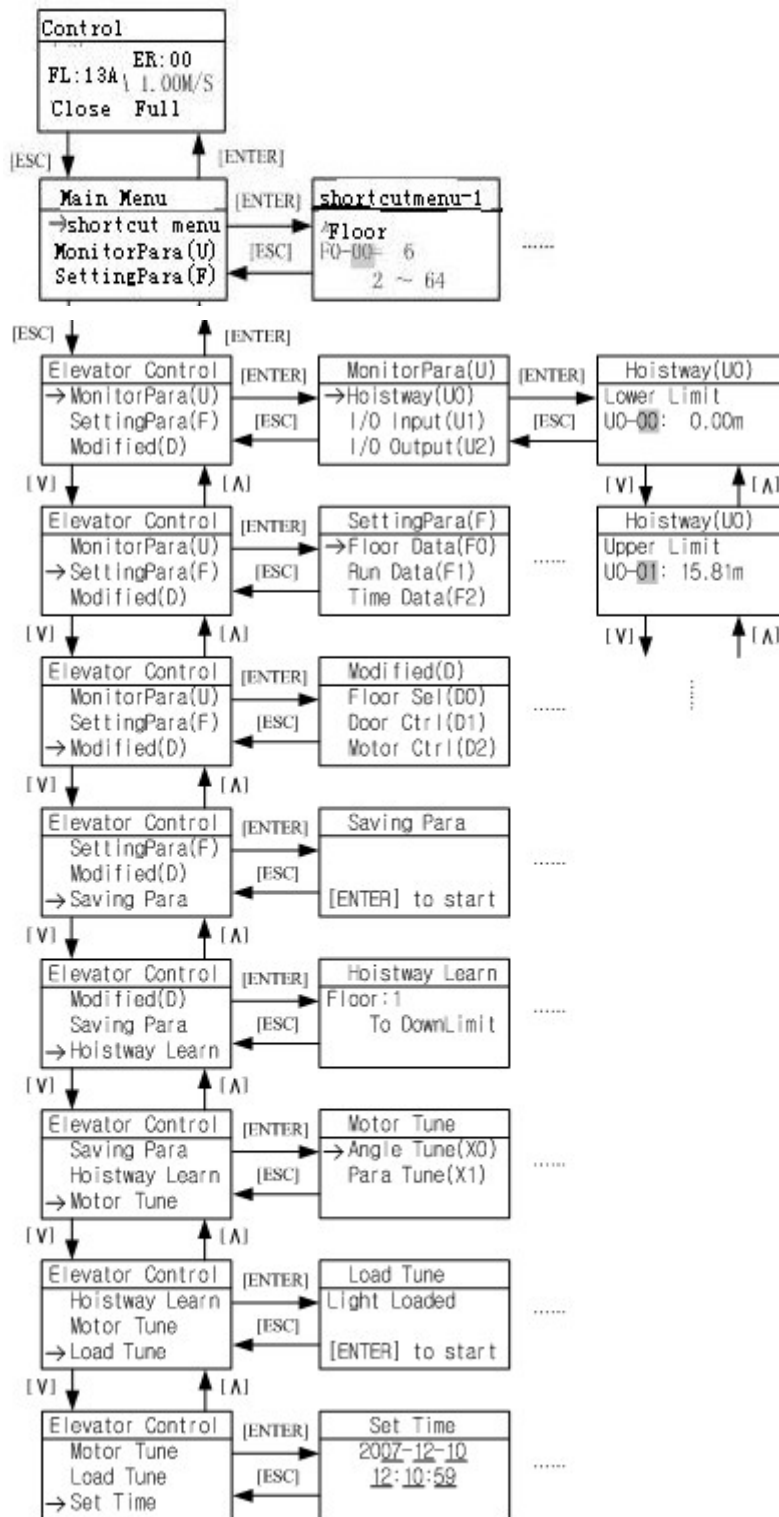 Control
ER:00
FL:13A 1.00M/S
Close Full
[ESC] [ENTER]
Main Menu
→shortcut menu
MonitorPara(U)
SettingPara(F)
[ENTER]
[ESC]
shortcutmenu-1
Floor
F0-00= 6
2 ~ 64
......
[ESC] [ENTER]
Elevator Control
→MonitorPara(U)
SettingPara(F)
Modified(D)
[ENTER]
[ESC]
MonitorPara(U)
→Hoistway(U0)
I/O Input(U1)
I/O Output(U2)
[ENTER]
[ESC]
Hoistway(U0)
Lower Limit
U0-00: 0.00m
[V] [Λ]
[V] [Λ]
Elevator Control
MonitorPara(U)
→SettingPara(F)
Modified(D)
[ENTER]
[ESC]
SettingPara(F)
→Floor Data(F0)
Run Data(F1)
Time Data(F2)
......
Hoistway(U0)
Upper Limit
U0-01: 15.81m
[V] [Λ]
[V] [Λ]
Elevator Control
MonitorPara(U)
SettingPara(F)
→Modified(D)
[ENTER]
[ESC]
Modified(D)
Floor Sel(D0)
Door Ctrl(D1)
Motor Ctrl(D2)
......
......
[V] [Λ]
Elevator Control
SettingPara(F)
Modified(D)
→Saving Para
[ENTER]
[ESC]
Saving Para
[ENTER] to start
......
[V] [Λ]
Elevator Control
Modified(D)
Saving Para
→Hoistway Learn
[ENTER]
[ESC]
Hoistway Learn
Floor:1
To DownLimit
......
[V] [Λ]
Elevator Control
Saving Para
Hoistway Learn
→Motor Tune
[ENTER]
[ESC]
Motor Tune
→Angle Tune(X0)
Para Tune(X1)
......
[V] [Λ]
Elevator Control
Hoistway Learn
Motor Tune
→Load Tune
[ENTER]
[ESC]
Load Tune
Light Loaded
[ENTER] to start
......
[V] [Λ]
Elevator Control
Motor Tune
Load Tune
→Set Time
[ENTER]
[ESC]
Set Time
2007-12-10
12:10:59
......